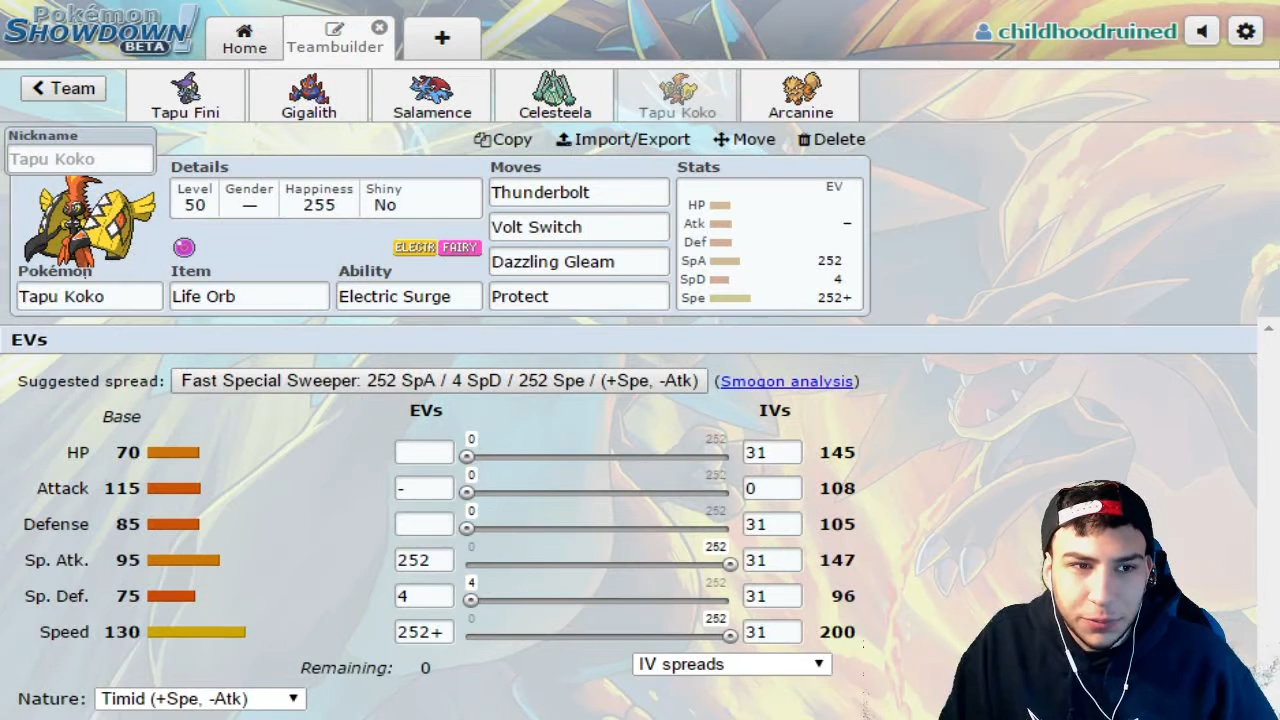 Pokémon
SHOWDOWN!
BETA
Home
Teambuilder
+
childhoodruined
Team
Tapu Fini
Gigalith
Salamence
Celesteela
Tapu Koko
Arcanine
Nickname
Tapu Koko
Copy
Import/Export
Move
Delete
Details
Level
50
Gender
—
Happiness
255
Shiny
No
ELECTR FAIRY
Pokémon
Tapu Koko
Item
Life Orb
Ability
Electric Surge
Moves
Thunderbolt
Volt Switch
Dazzling Gleam
Protect
Stats
EV
HP
Atk –
Def
SpA 252
SpD 4
Spe 252+
EVs
Suggested spread: Fast Special Sweeper: 252 SpA / 4 SpD / 252 Spe / (+Spe, -Atk) (Smogon analysis)
Base EVs IVs
HP 70 0 252 31 145
Attack 115 - 0 252 0 108
Defense 85 0 252 31 105
Sp. Atk. 95 252 0 252 31 147
Sp. Def. 75 4 4 252 31 96
Speed 130 252+ 0 252 31 200
Remaining: 0
IV spreads
Nature: Timid (+Spe, -Atk)